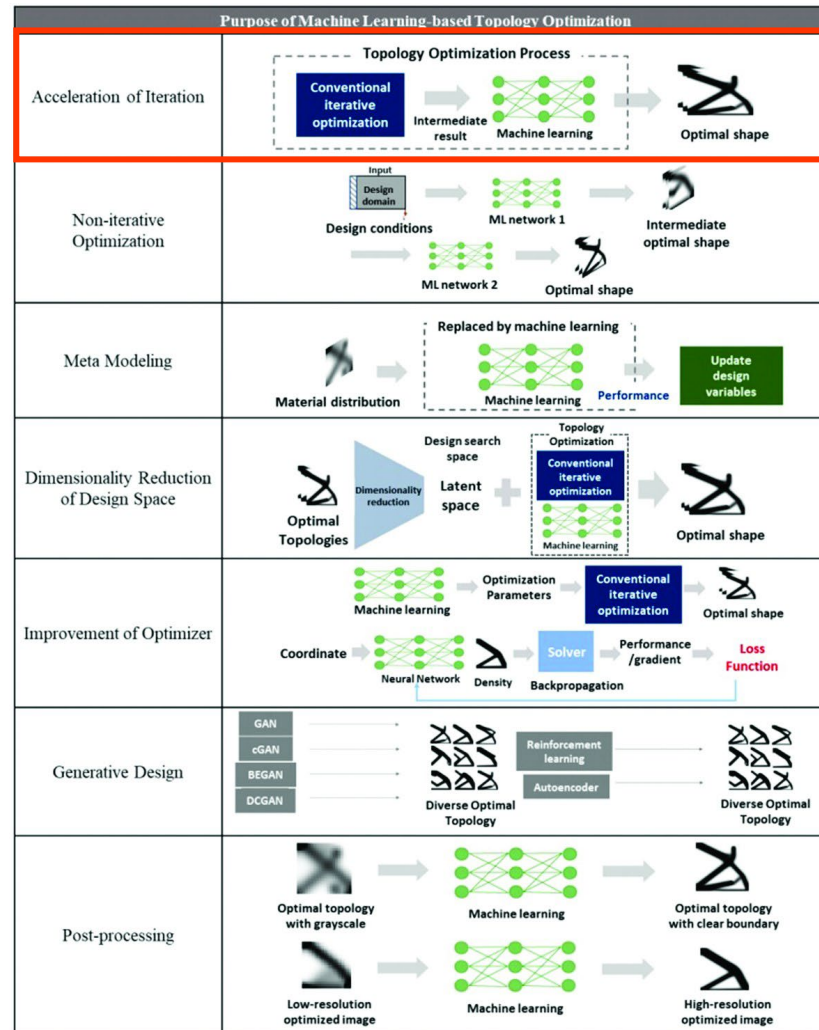 Purpose of Machine Learning-based Topology Optimization
Acceleration of Iteration
Topology Optimization Process
Conventional
iterative
optimization
Intermediate
result
Machine learning
Optimal shape
Non-iterative
Optimization
Input
Design
domain
Design conditions
ML network 1
Intermediate
optimal shape
ML network 2
Optimal shape
Meta Modeling
Material distribution
Replaced by machine learning
Machine learning
Performance
Update
design
variables
Dimensionality Reduction
of Design Space
Optimal
Topologies
Dimensionality
reduction
Design search
space
Latent
space
Topology
Optimization
Conventional
iterative
optimization
Machine learning
Optimal shape
Improvement of Optimizer
Machine learning
Optimization
Parameters
Conventional
iterative
optimization
Optimal shape
Coordinate
Neural Network
Density
Solver
Backpropagation
Performance
/gradient
Loss
Function
Generative Design
GAN
cGAN
BEGAN
DCGAN
Diverse Optimal
Topology
Reinforcement
learning
Autoencoder
Diverse Optimal
Topology
Post-processing
Optimal topology
with grayscale
Machine learning
Optimal topology
with clear boundary
Low-resolution
optimized image
Machine learning
High-resolution
optimized image